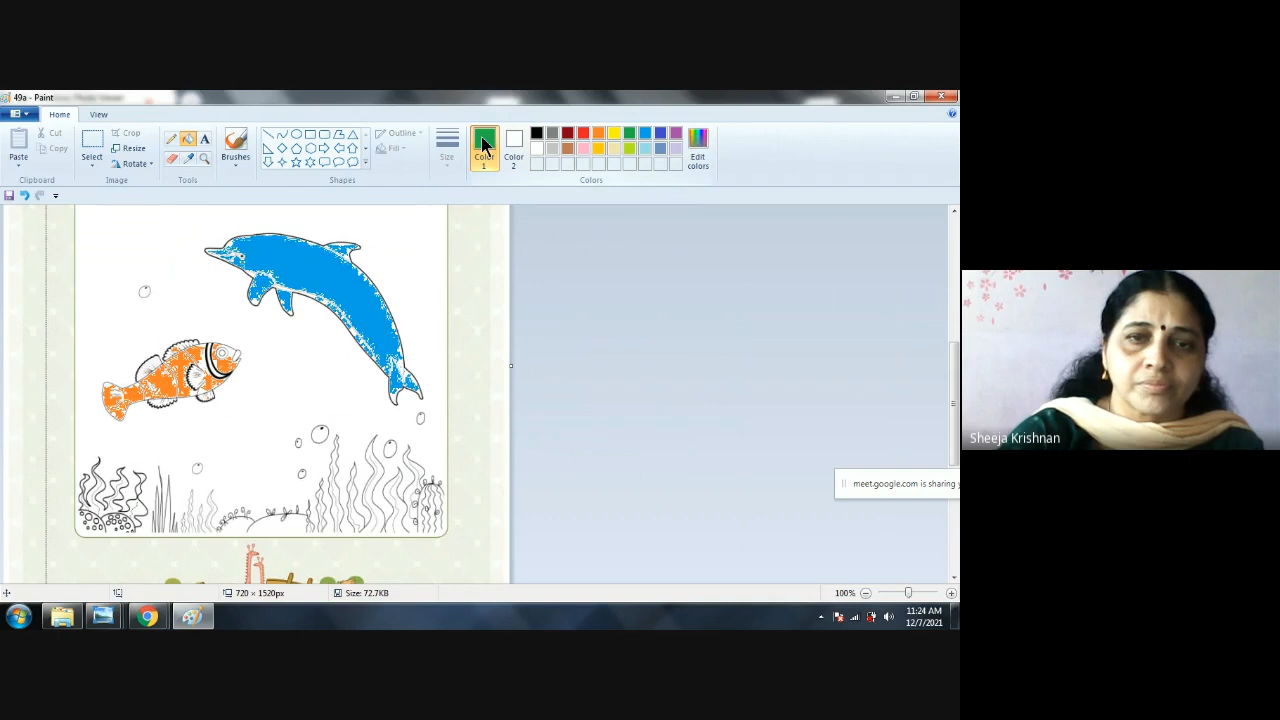 49a - Paint
Home View
Cut
Copy
Paste
Clipboard
Select
Crop
Resize
Rotate
Image
A
Tools
Brushes
Outline
Fill
Shapes
Size
Color 1
Color 2
Edit colors
Colors
Sheeja Krishnan
meet.google.com is sharing
720 × 1520px
Size: 72.7KB
100%
11:24 AM
12/7/2021